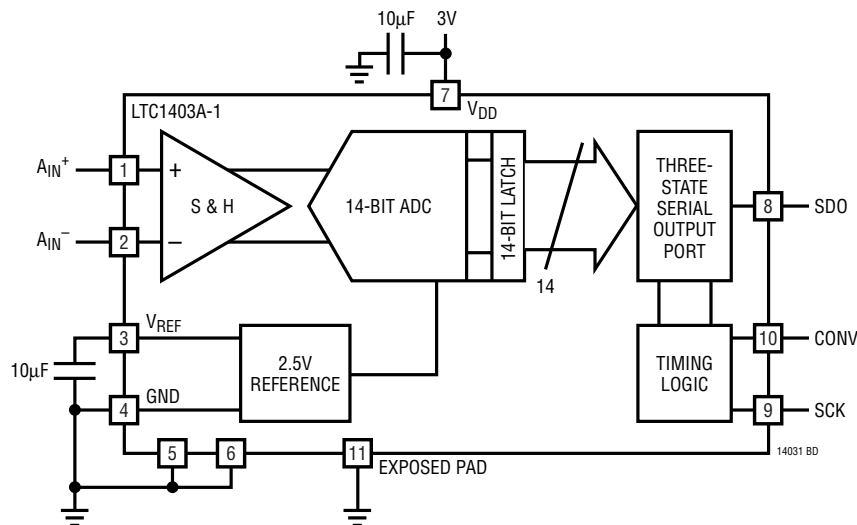 10μF 3V
7
LTC1403A-1
VDD
AIN+
1
+
S & H
14-BIT ADC
14-BIT LATCH
THREE-
STATE
SERIAL
OUTPUT
PORT
8
SDO
AIN–
2
–
14
3
VREF
10μF
2.5V
REFERENCE
4
GND
TIMING
LOGIC
10
CONV
9
SCK
5
6
11
EXPOSED PAD
14031 BD